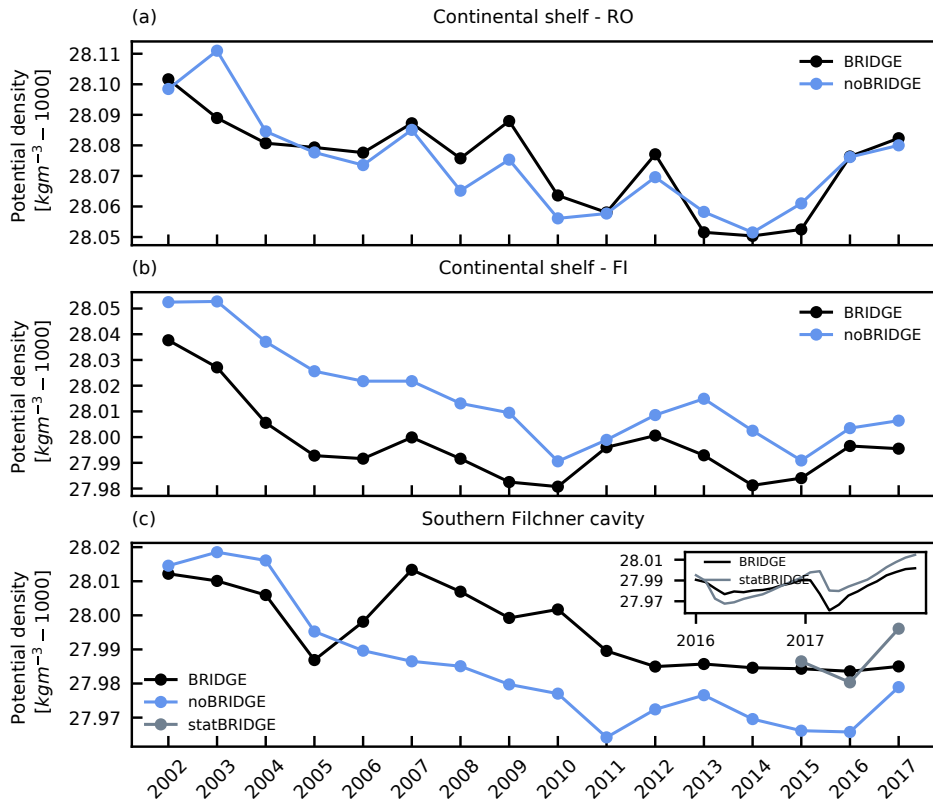 (a) Continental shelf - RO
Potential density
[kgm⁻³ − 1000]
28.11
28.10
28.09
28.08
28.07
28.06
28.05
BRIDGE
noBRIDGE
(b) Continental shelf - FI
Potential density
[kgm⁻³ − 1000]
28.05
28.04
28.03
28.02
28.01
28.00
27.99
27.98
BRIDGE
noBRIDGE
(c) Southern Filchner cavity
Potential density
[kgm⁻³ − 1000]
28.02
28.01
28.00
27.99
27.98
27.97
28.01
27.99
27.97
BRIDGE
statBRIDGE
2016 2017
BRIDGE
noBRIDGE
statBRIDGE
2002 2003 2004 2005 2006 2007 2008 2009 2010 2011 2012 2013 2014 2015 2016 2017